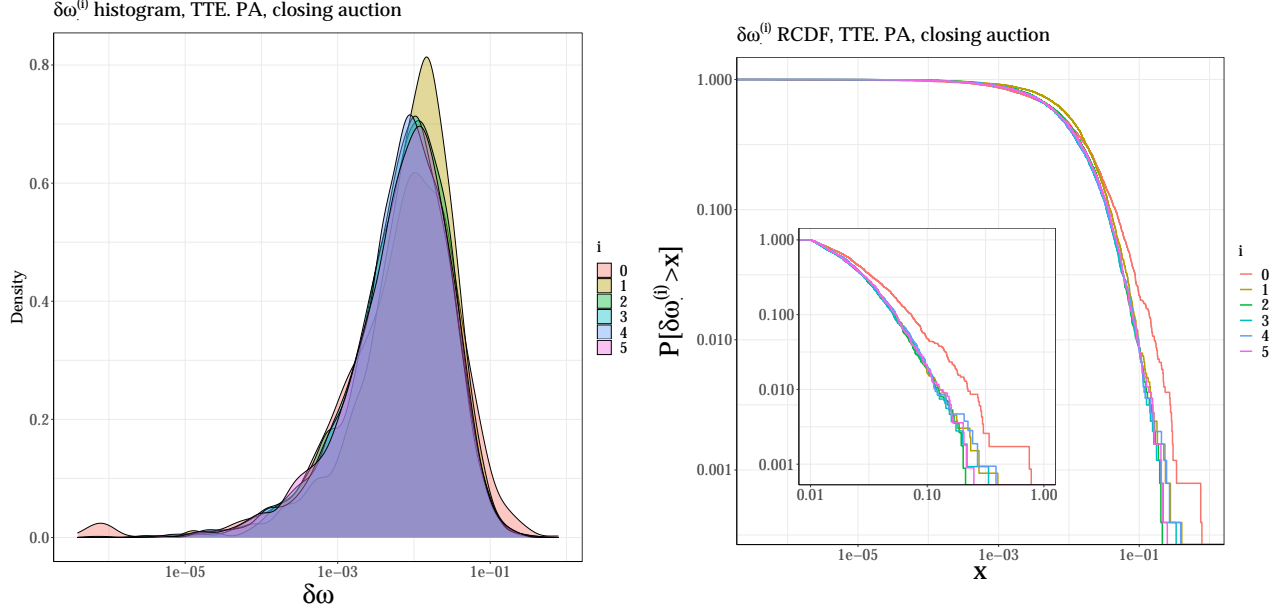 δω.⁽ⁱ⁾ histogram, TTE. PA, closing auction
0.8
0.6
0.4
0.2
0.0
Density
1e−05
1e−03
1e−01
δω
i
0
1
2
3
4
5
δω.⁽ⁱ⁾ RCDF, TTE. PA, closing auction
1.000
0.100
0.010
0.001
P[δω.⁽ⁱ⁾>x]
1.000
0.100
0.010
0.001
0.01
0.10
1.00
1e−05
1e−03
1e−01
x
i
0
1
2
3
4
5